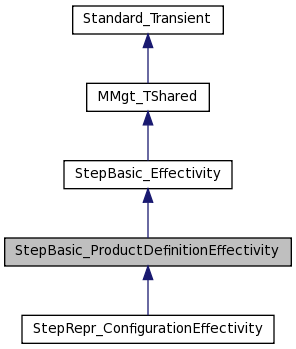 Standard_Transient
MMgt_TShared
StepBasic_Effectivity
StepBasic_ProductDefinitionEffectivity
StepRepr_ConfigurationEffectivity